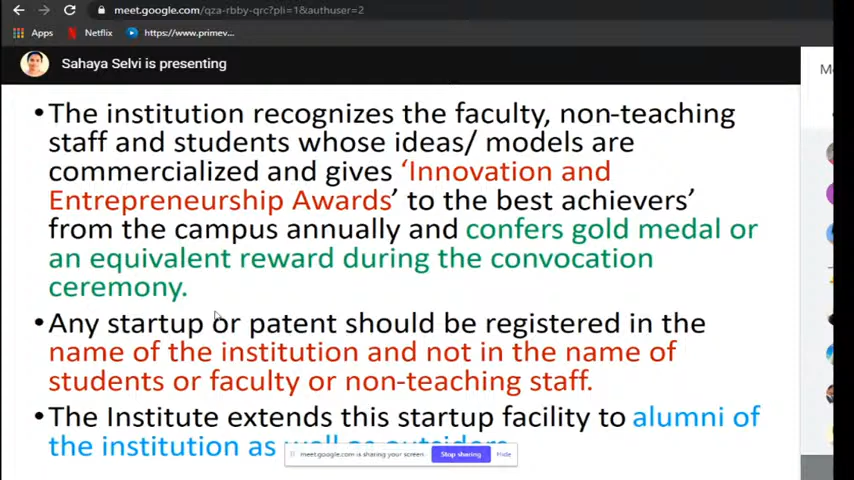 meet.google.com/qza-rbby-qrc?pli=1&authuser=2
Apps Netflix https://www.primev...
Sahaya Selvi is presenting
• The institution recognizes the faculty, non-teaching
staff and students whose ideas/ models are
commercialized and gives ‘Innovation and
Entrepreneurship Awards’ to the best achievers’
from the campus annually and confers gold medal or
an equivalent reward during the convocation
ceremony.
• Any startup or patent should be registered in the
name of the institution and not in the name of
students or faculty or non-teaching staff.
• The Institute extends this startup facility to alumni of
the institution as well as outsiders
meet.google.com is sharing your screen. Stop sharing Hide